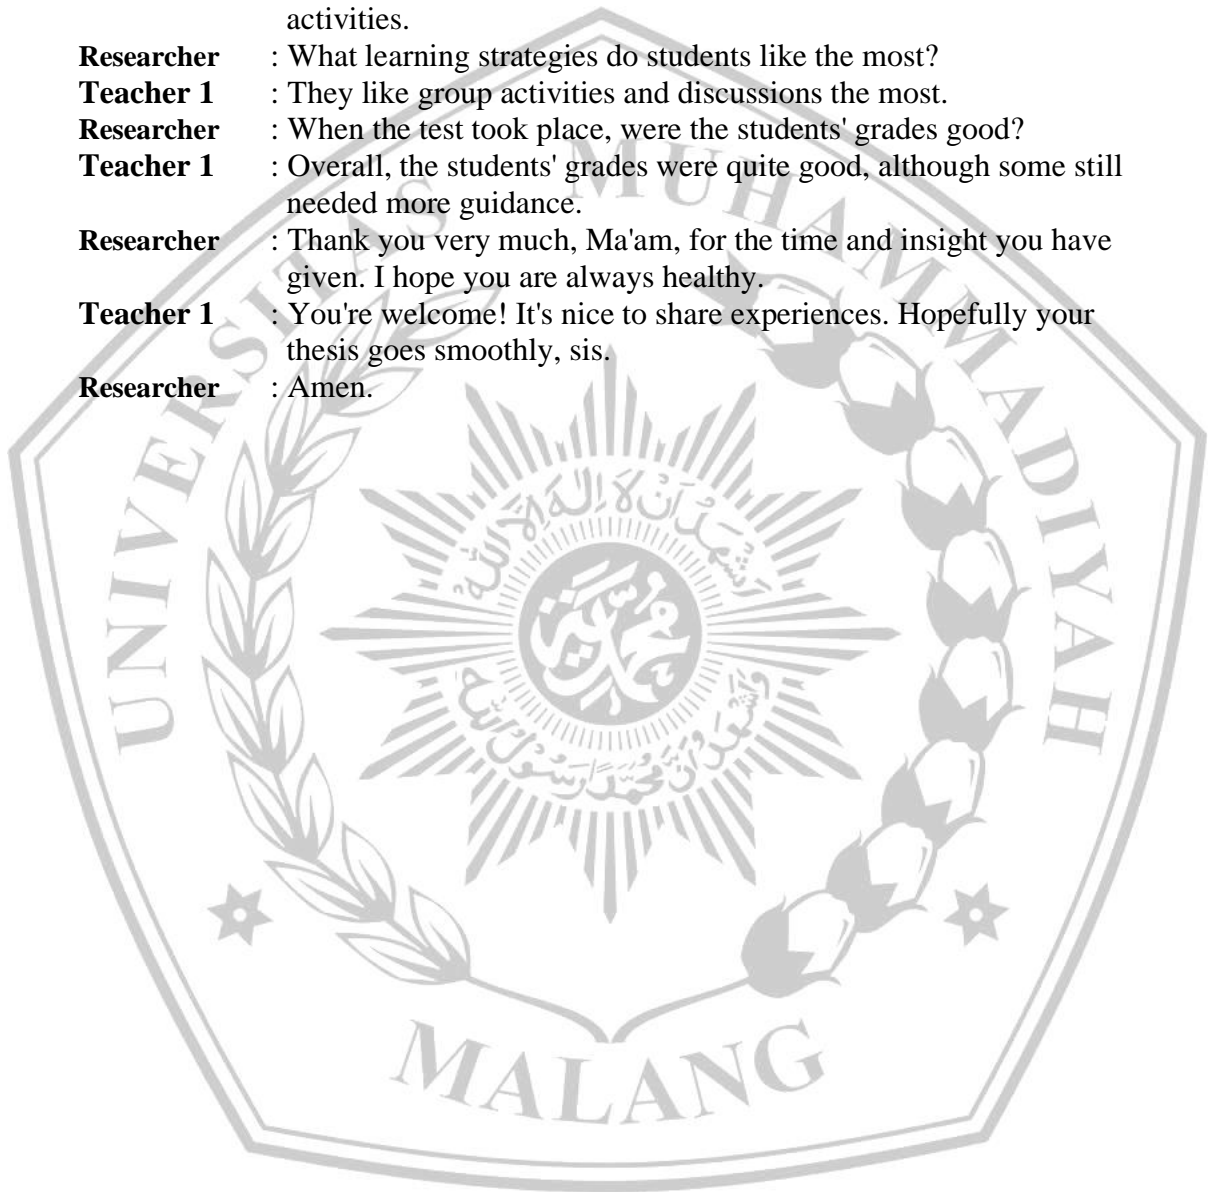 activities.
Researcher : What learning strategies do students like the most?
Teacher 1 : They like group activities and discussions the most.
Researcher : When the test took place, were the students' grades good?
Teacher 1 : Overall, the students' grades were quite good, although some still
needed more guidance.
Researcher : Thank you very much, Ma'am, for the time and insight you have
given. I hope you are always healthy.
Teacher 1 : You're welcome! It's nice to share experiences. Hopefully your
thesis goes smoothly, sis.
Researcher : Amen.
UNIVERSITAS MUHAMMADIYAH
MALANG